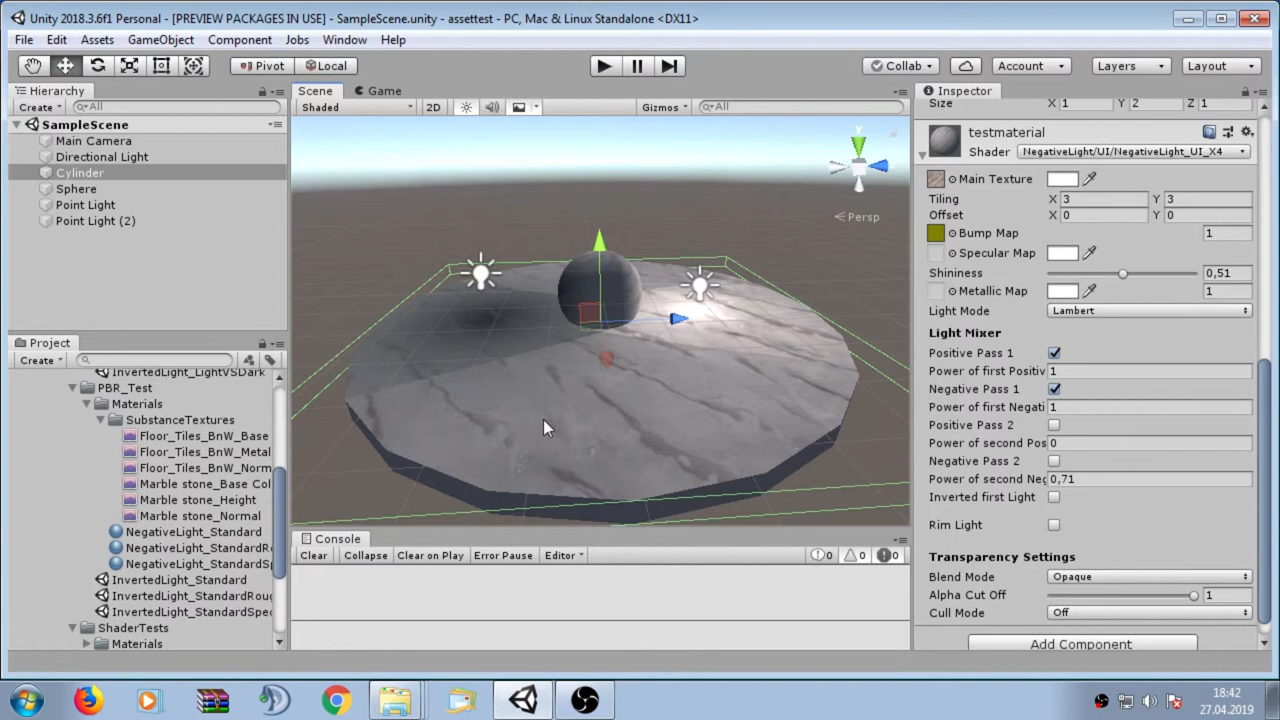 Unity 2018.3.6f1 Personal - [PREVIEW PACKAGES IN USE] - SampleScene.unity - assettest - PC, Mac & Linux Standalone <DX11>
File Edit Assets GameObject Component Jobs Window Help
Pivot Local Collab Account Layers Layout
Hierarchy
Create All
SampleScene
Main Camera
Directional Light
Cylinder
Sphere
Point Light
Point Light (2)
Project
Create
InvertedLight_LightVSDark
PBR_Test
Materials
SubstanceTextures
Floor_Tiles_BnW_Base
Floor_Tiles_BnW_Metal
Floor_Tiles_BnW_Norm
Marble stone_Base Col
Marble stone_Height
Marble stone_Normal
NegativeLight_Standard
NegativeLight_StandardR
NegativeLight_StandardSp
InvertedLight_Standard
InvertedLight_StandardRou
InvertedLight_StandardSpe
ShaderTests
Materials
Scene Game
Shaded 2D Gizmos All
y
Persp
Console
Clear Collapse Clear on Play Error Pause Editor 0 0 0
Inspector
Size X 1 Y 2 Z 1
testmaterial
Shader NegativeLight/UI/NegativeLight_UI_X4
Main Texture
Tiling X 3 Y 3
Offset X 0 Y 0
Bump Map 1
Specular Map
Shininess 0,51
Metallic Map 1
Light Mode Lambert
Light Mixer
Positive Pass 1
Power of first Positiv 1
Negative Pass 1
Power of first Negati 1
Positive Pass 2
Power of second Pos 0
Negative Pass 2
Power of second Neg 0,71
Inverted first Light
Rim Light
Transparency Settings
Blend Mode Opaque
Alpha Cut Off 1
Cull Mode Off
Add Component
18:42
27.04.2019